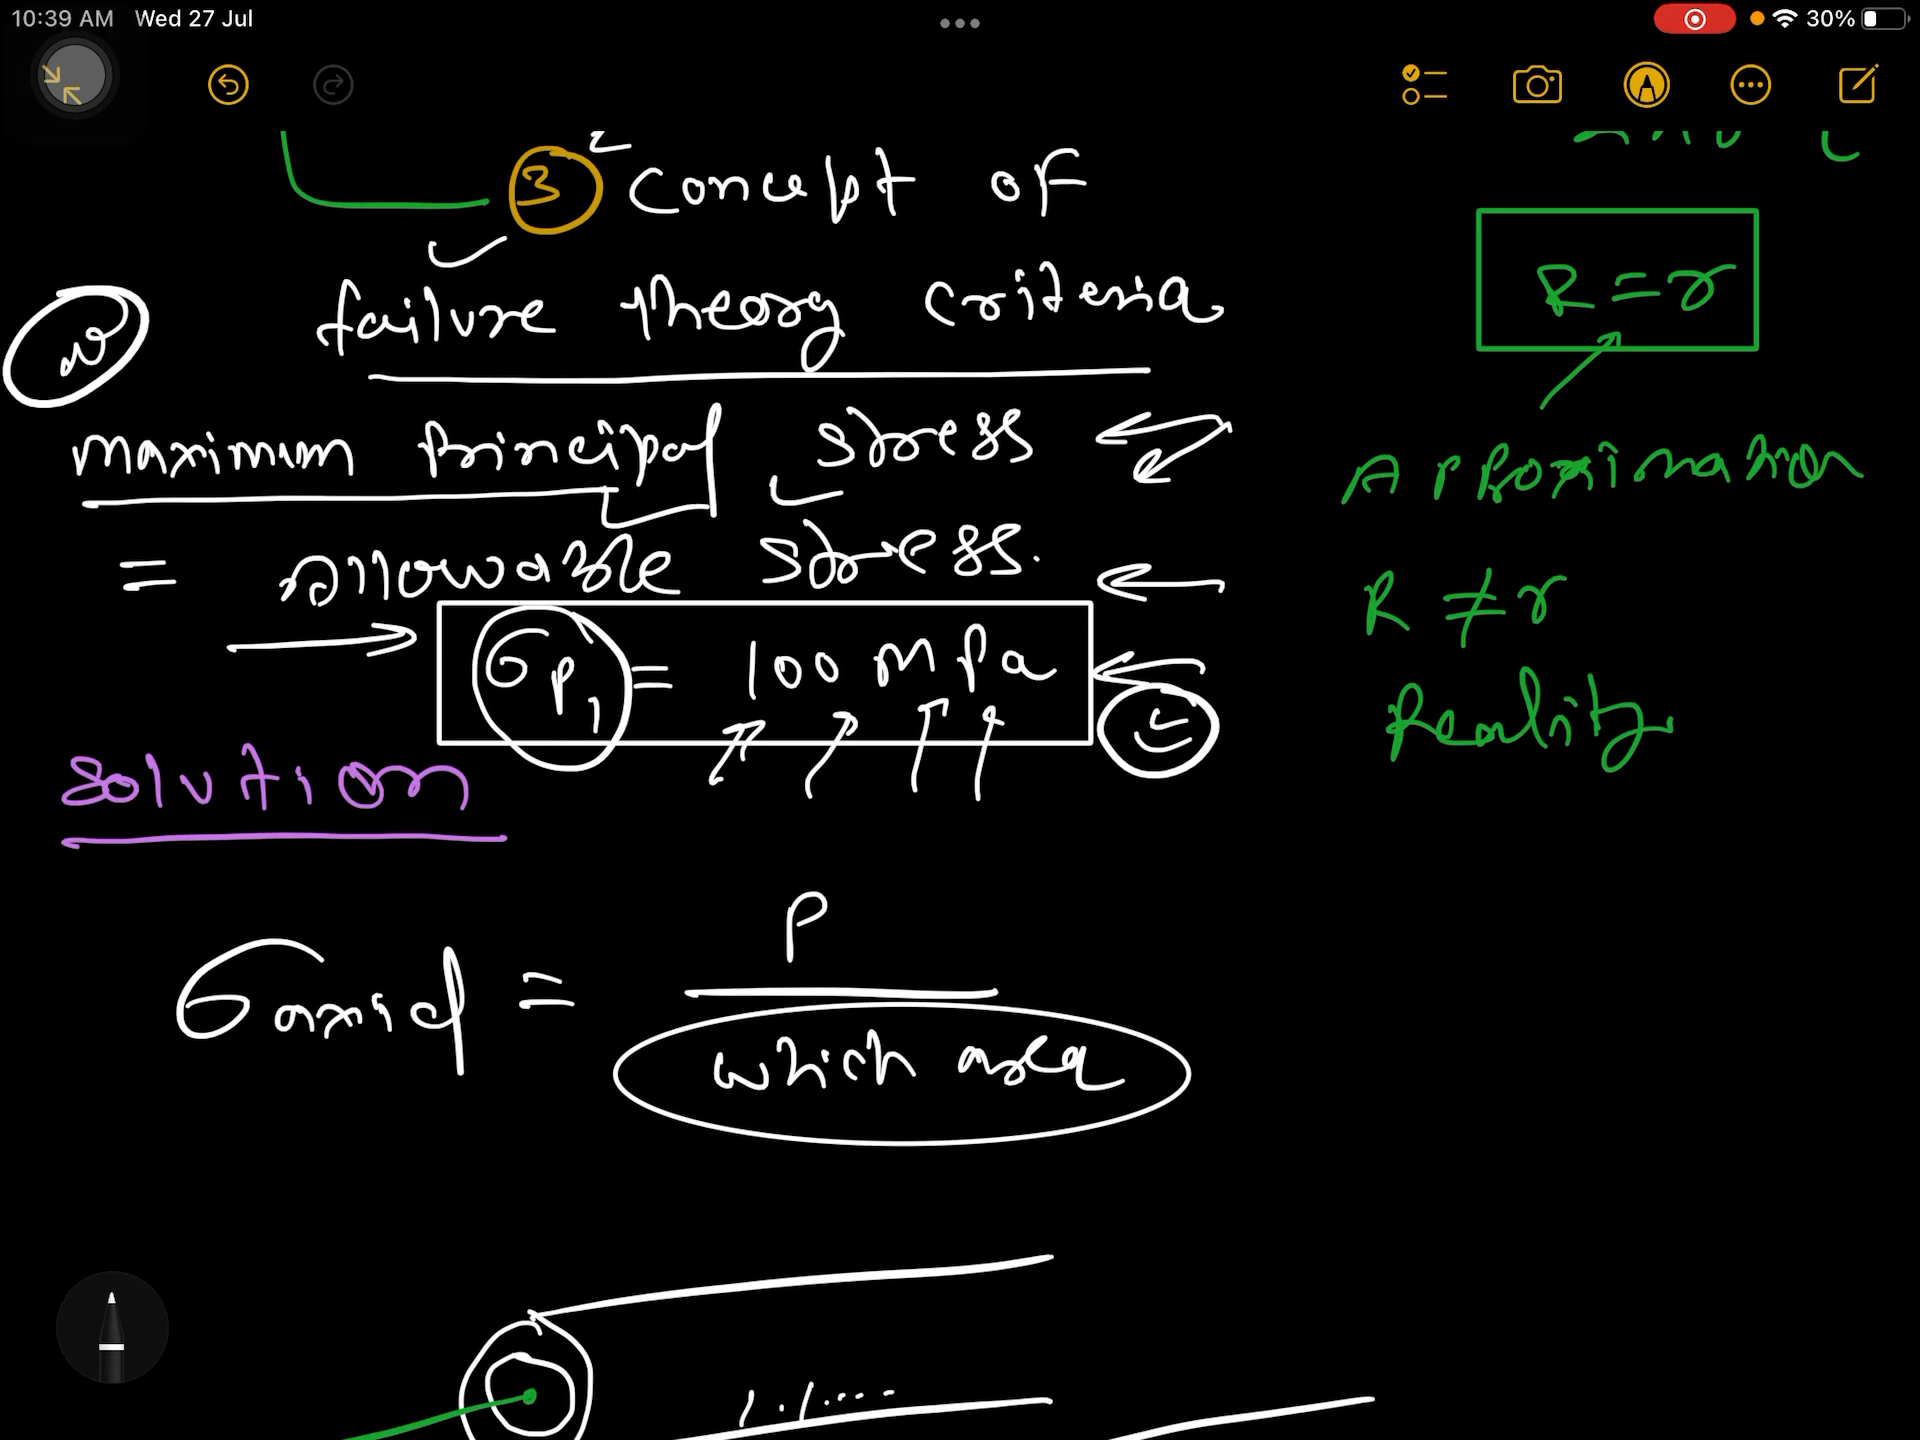 10:39 AM Wed 27 Jul
30%
3 concept of
failure theory criteria
maximum principal stress
= allowable stress.
σp1 = 100 MPa
solution
σaxial = P
which area
R = r
Approximation
R ≠ r
Reality.